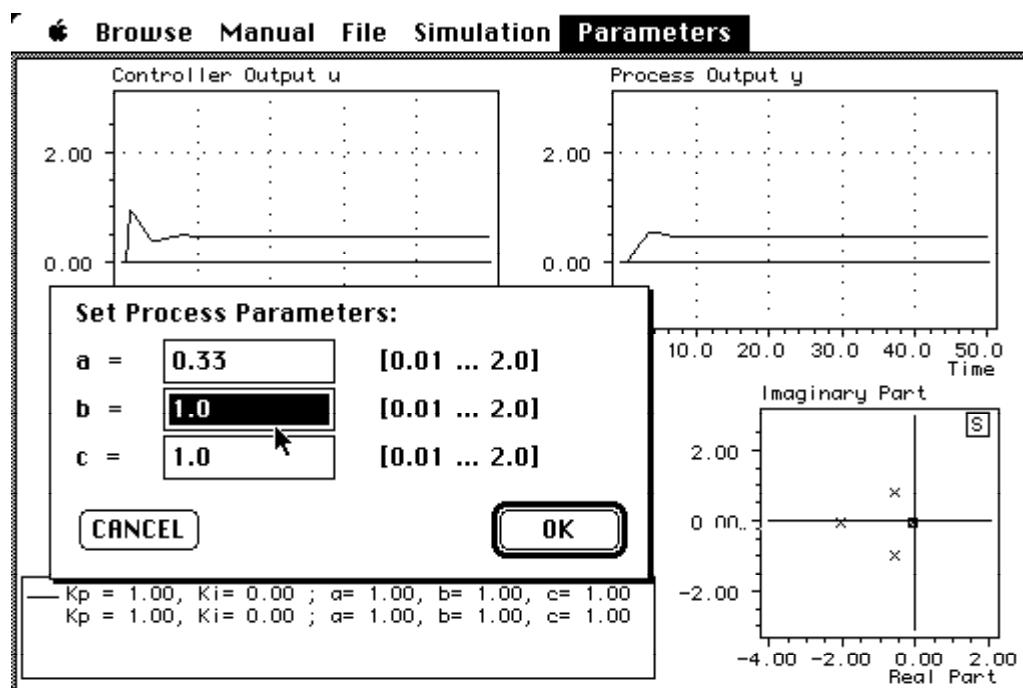 Browse Manual File Simulation Parameters
Controller Output u
2.00
0.00
Process Output y
2.00
0.00
10.0 20.0 30.0 40.0 50.0
Time
Set Process Parameters:
a = 0.33 [0.01 ... 2.0]
b = 1.0 [0.01 ... 2.0]
c = 1.0 [0.01 ... 2.0]
CANCEL OK
Imaginary Part
S
2.00
-2.00
-4.00 -2.00 0.00 2.00
Real Part
Kp = 1.00, Ki= 0.00 ; a= 1.00, b= 1.00, c= 1.00
Kp = 1.00, Ki= 0.00 ; a= 1.00, b= 1.00, c= 1.00